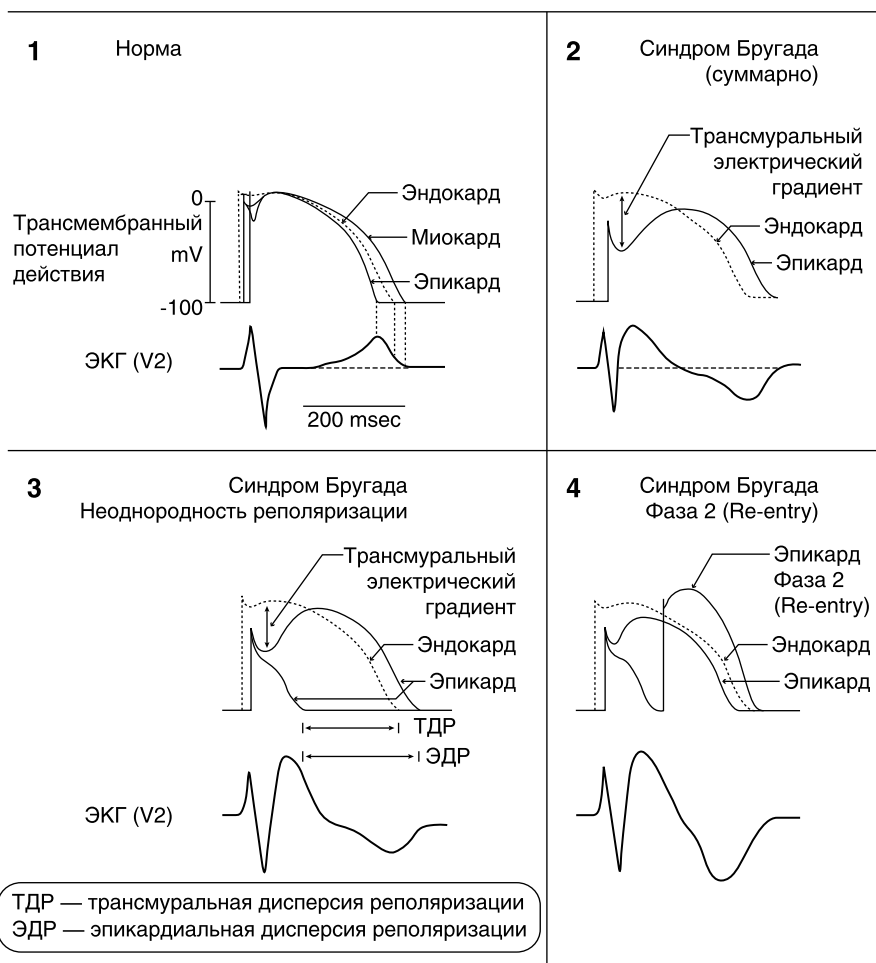 1
Норма
0
Трансмембранный
потенциал
действия
mV
-100
Эндокард
Миокард
Эпикард
ЭКГ (V2)
200 msec
2
Синдром Бругада
(суммарно)
Трансмуральный
электрический
градиент
Эндокард
Эпикард
3
Синдром Бругада
Неоднородность реполяризации
Трансмуральный
электрический
градиент
Эндокард
Эпикард
ТДР
ЭДР
ЭКГ (V2)
ТДР — трансмуральная дисперсия реполяризации
ЭДР — эпикардиальная дисперсия реполяризации
4
Синдром Бругада
Фаза 2 (Re-entry)
Эпикард
Фаза 2
(Re-entry)
Эндокард
Эпикард